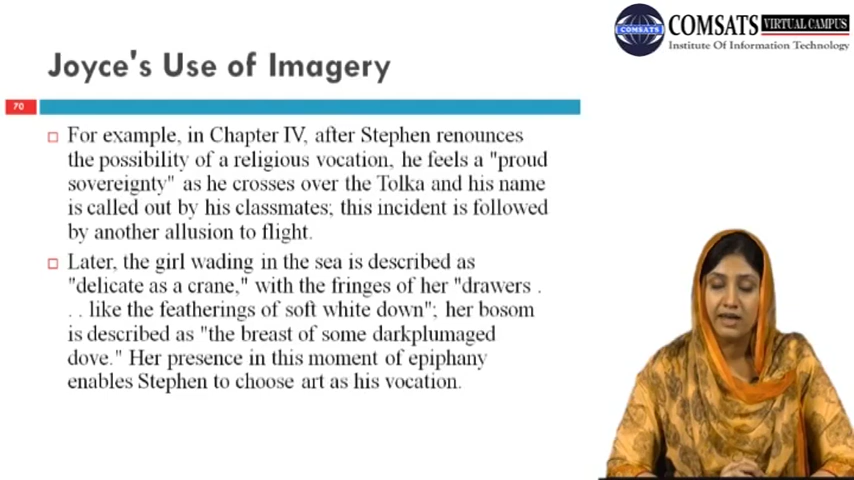 COMSATS VIRTUAL CAMPUS
COMSATS
Institute Of Information Technology
Joyce's Use of Imagery
70
For example, in Chapter IV, after Stephen renounces
the possibility of a religious vocation, he feels a "proud
sovereignty" as he crosses over the Tolka and his name
is called out by his classmates; this incident is followed
by another allusion to flight.
Later, the girl wading in the sea is described as
"delicate as a crane," with the fringes of her "drawers .
. . like the featherings of soft white down"; her bosom
is described as "the breast of some darkplumaged
dove." Her presence in this moment of epiphany
enables Stephen to choose art as his vocation.